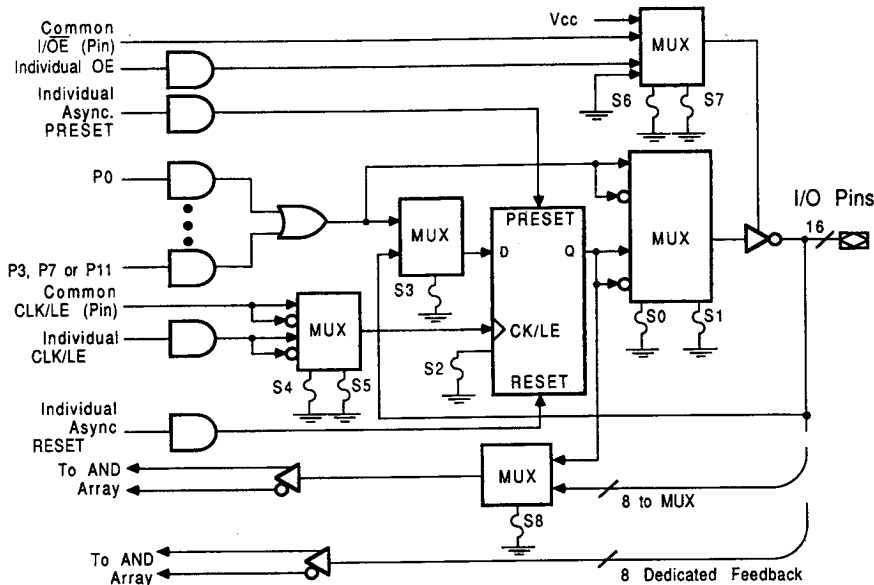 Vcc
Common
I/OE (Pin)
Individual OE
MUX
S6
S7
Individual
Async.
PRESET
P0
I/O Pins
16
PRESET
MUX
MUX
D
Q
P3, P7 or P11
Common
CLK/LE (Pin)
S3
MUX
CK/LE
S0
S1
Individual
CLK/LE
S2
S4
S5
RESET
Individual
Async
RESET
To AND
Array
MUX
8 to MUX
S8
To AND
Array
8 Dedicated Feedback